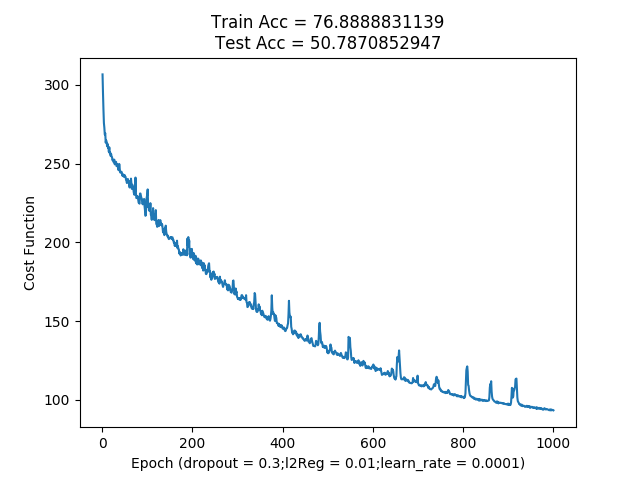 Train Acc = 76.8888831139
Test Acc = 50.7870852947
300
250
200
150
100
Cost Function
0
200
400
600
800
1000
Epoch (dropout = 0.3;l2Reg = 0.01;learn_rate = 0.0001)